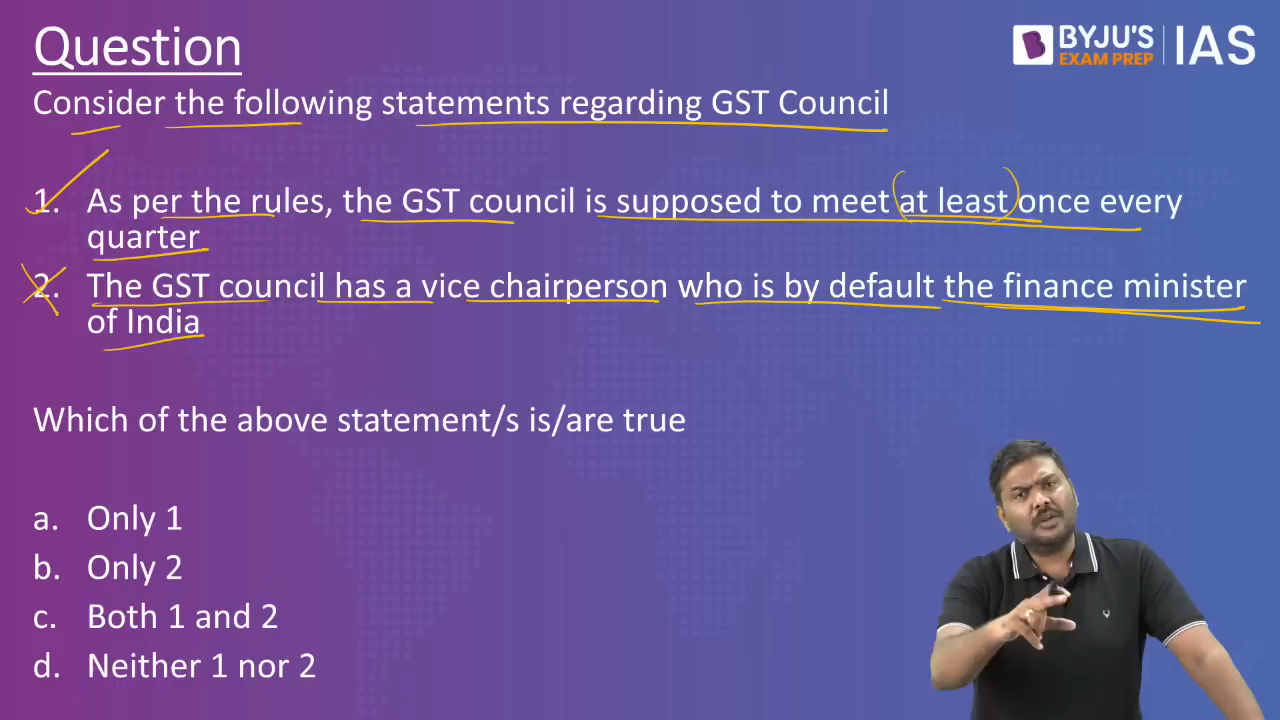 Question
BYJU'S
EXAM PREP
IAS
Consider the following statements regarding GST Council
1. As per the rules, the GST council is supposed to meet at least once every
quarter
2. The GST council has a vice chairperson who is by default the finance minister
of India
Which of the above statement/s is/are true
a. Only 1
b. Only 2
c. Both 1 and 2
d. Neither 1 nor 2